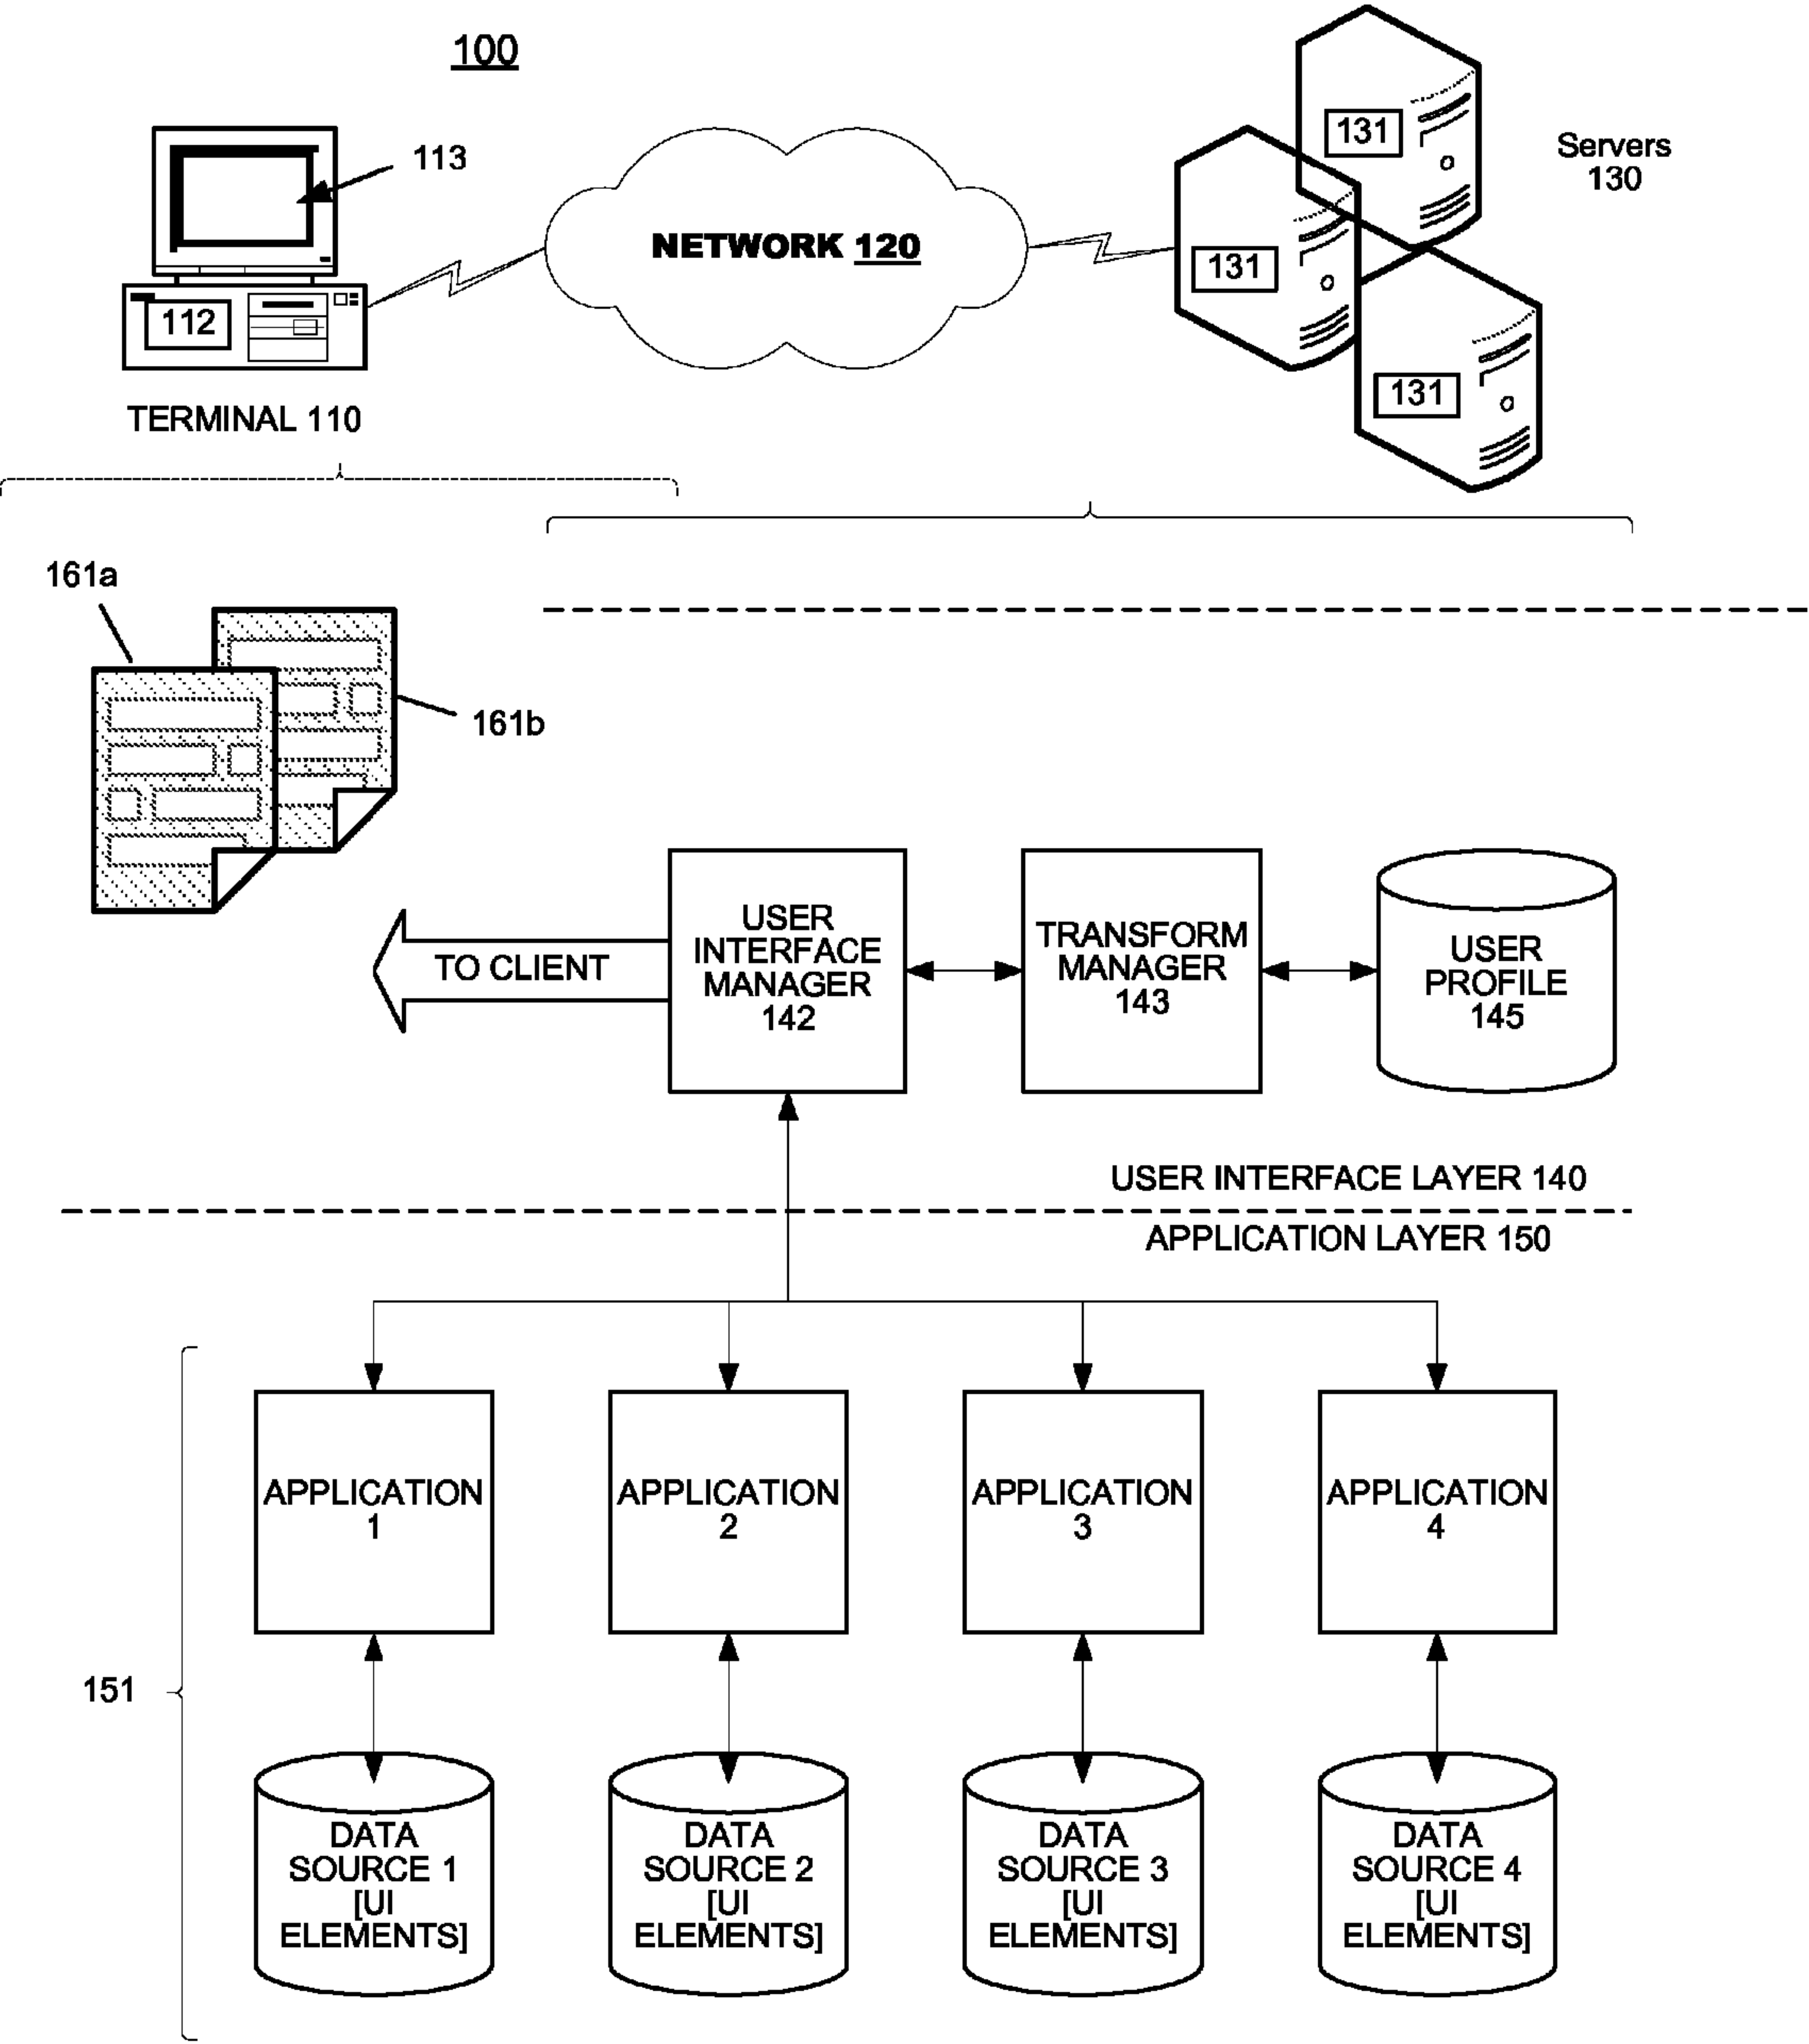 100
113
131
Servers
130
NETWORK 120
131
112
131
TERMINAL 110
161a
161b
USER
INTERFACE
MANAGER
142
TRANSFORM
MANAGER
143
USER
PROFILE
145
TO CLIENT
USER INTERFACE LAYER 140
APPLICATION LAYER 150
APPLICATION
1
APPLICATION
2
APPLICATION
3
APPLICATION
4
151
DATA
SOURCE 1
[UI
ELEMENTS]
DATA
SOURCE 2
[UI
ELEMENTS]
DATA
SOURCE 3
[UI
ELEMENTS]
DATA
SOURCE 4
[UI
ELEMENTS]